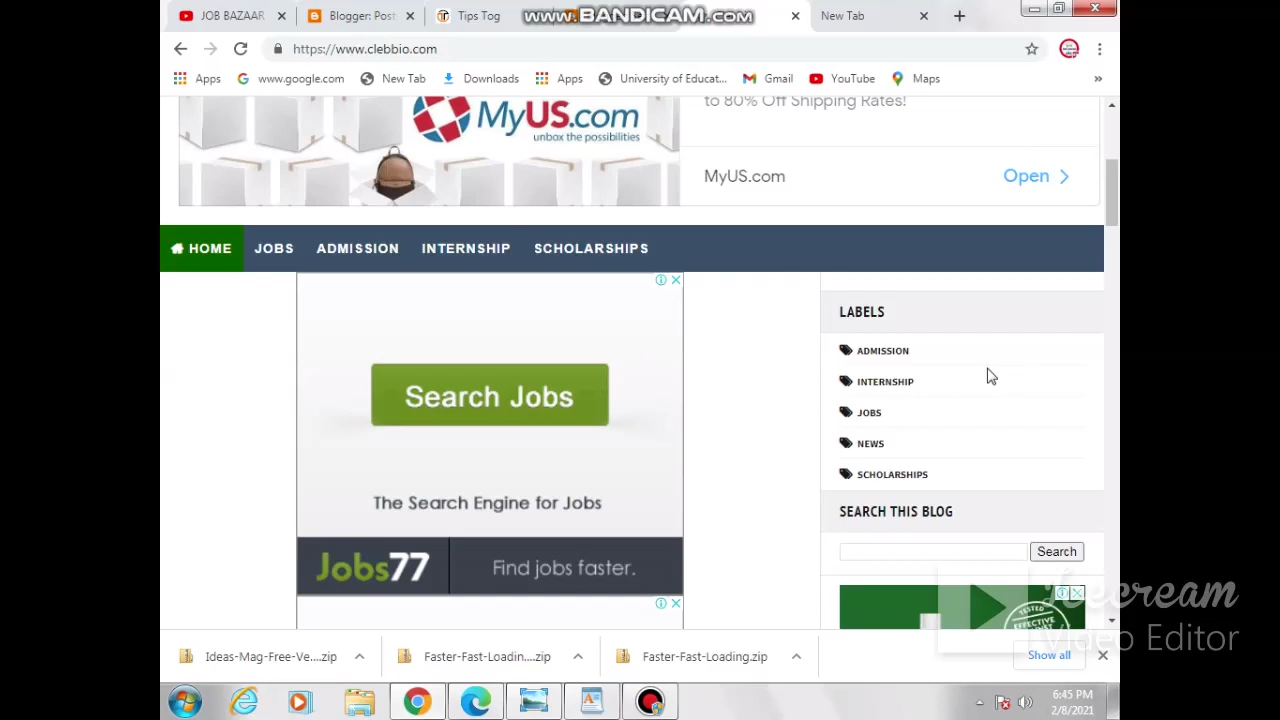 JOB BAZAAR
Blogger: Post
Tips Tog
www.BANDICAM.com
New Tab
https://www.clebbio.com
Apps
www.google.com
New Tab
Downloads
Apps
University of Educat...
Gmail
YouTube
Maps
»
MyUS.com
unbox the possibilities
to 80% Off Shipping Rates!
MyUS.com
Open
HOME
JOBS
ADMISSION
INTERNSHIP
SCHOLARSHIPS
Search Jobs
The Search Engine for Jobs
Jobs77
Find jobs faster.
LABELS
ADMISSION
INTERNSHIP
JOBS
NEWS
SCHOLARSHIPS
SEARCH THIS BLOG
Search
TESTED
EFFECTIVE
Icecream
Video Editor
Ideas-Mag-Free-Ve....zip
Faster-Fast-Loadin....zip
Faster-Fast-Loading.zip
Show all
6:45 PM
2/8/2021